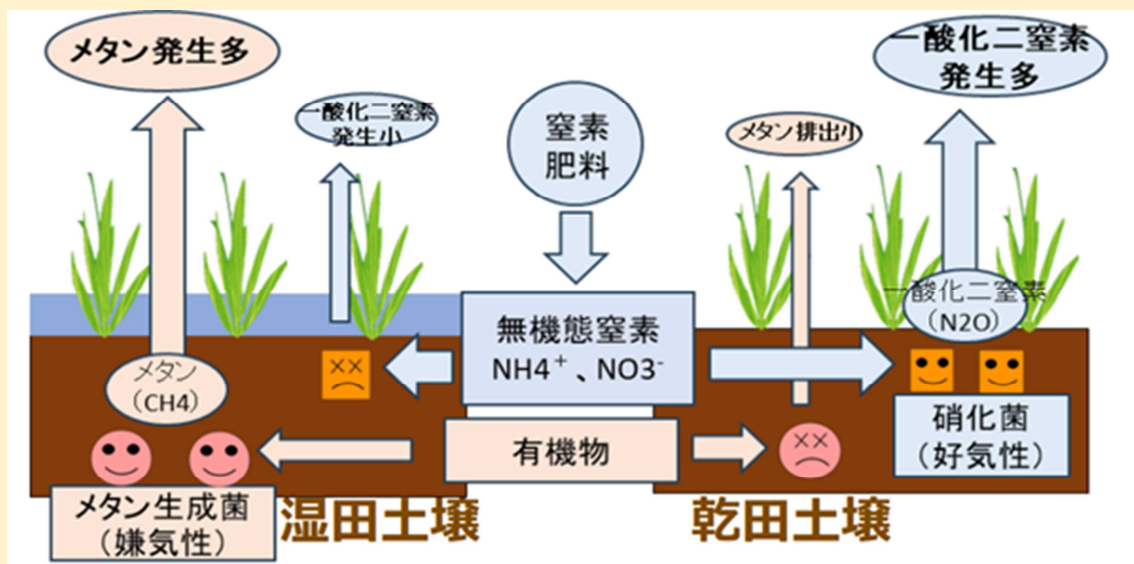 メタン発生多
一酸化二窒素
発生小
窒素
肥料
メタン排出小
一酸化二窒素
発生多
無機態窒素
NH4⁺、NO3⁻
メタン
(CH4)
一酸化二窒素
(N2O)
有機物
硝化菌
(好気性)
メタン生成菌
(嫌気性)
湿田土壌
乾田土壌